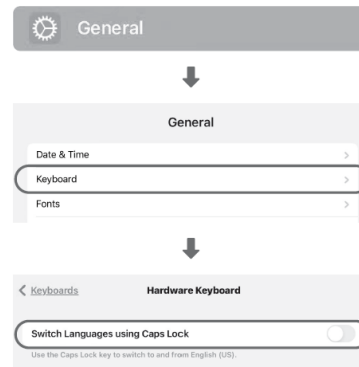 General
General
Date & Time
Keyboard
Fonts
Keyboards Hardware Keyboard
Switch Languages using Caps Lock
Use the Caps Lock key to switch to and from English (US).